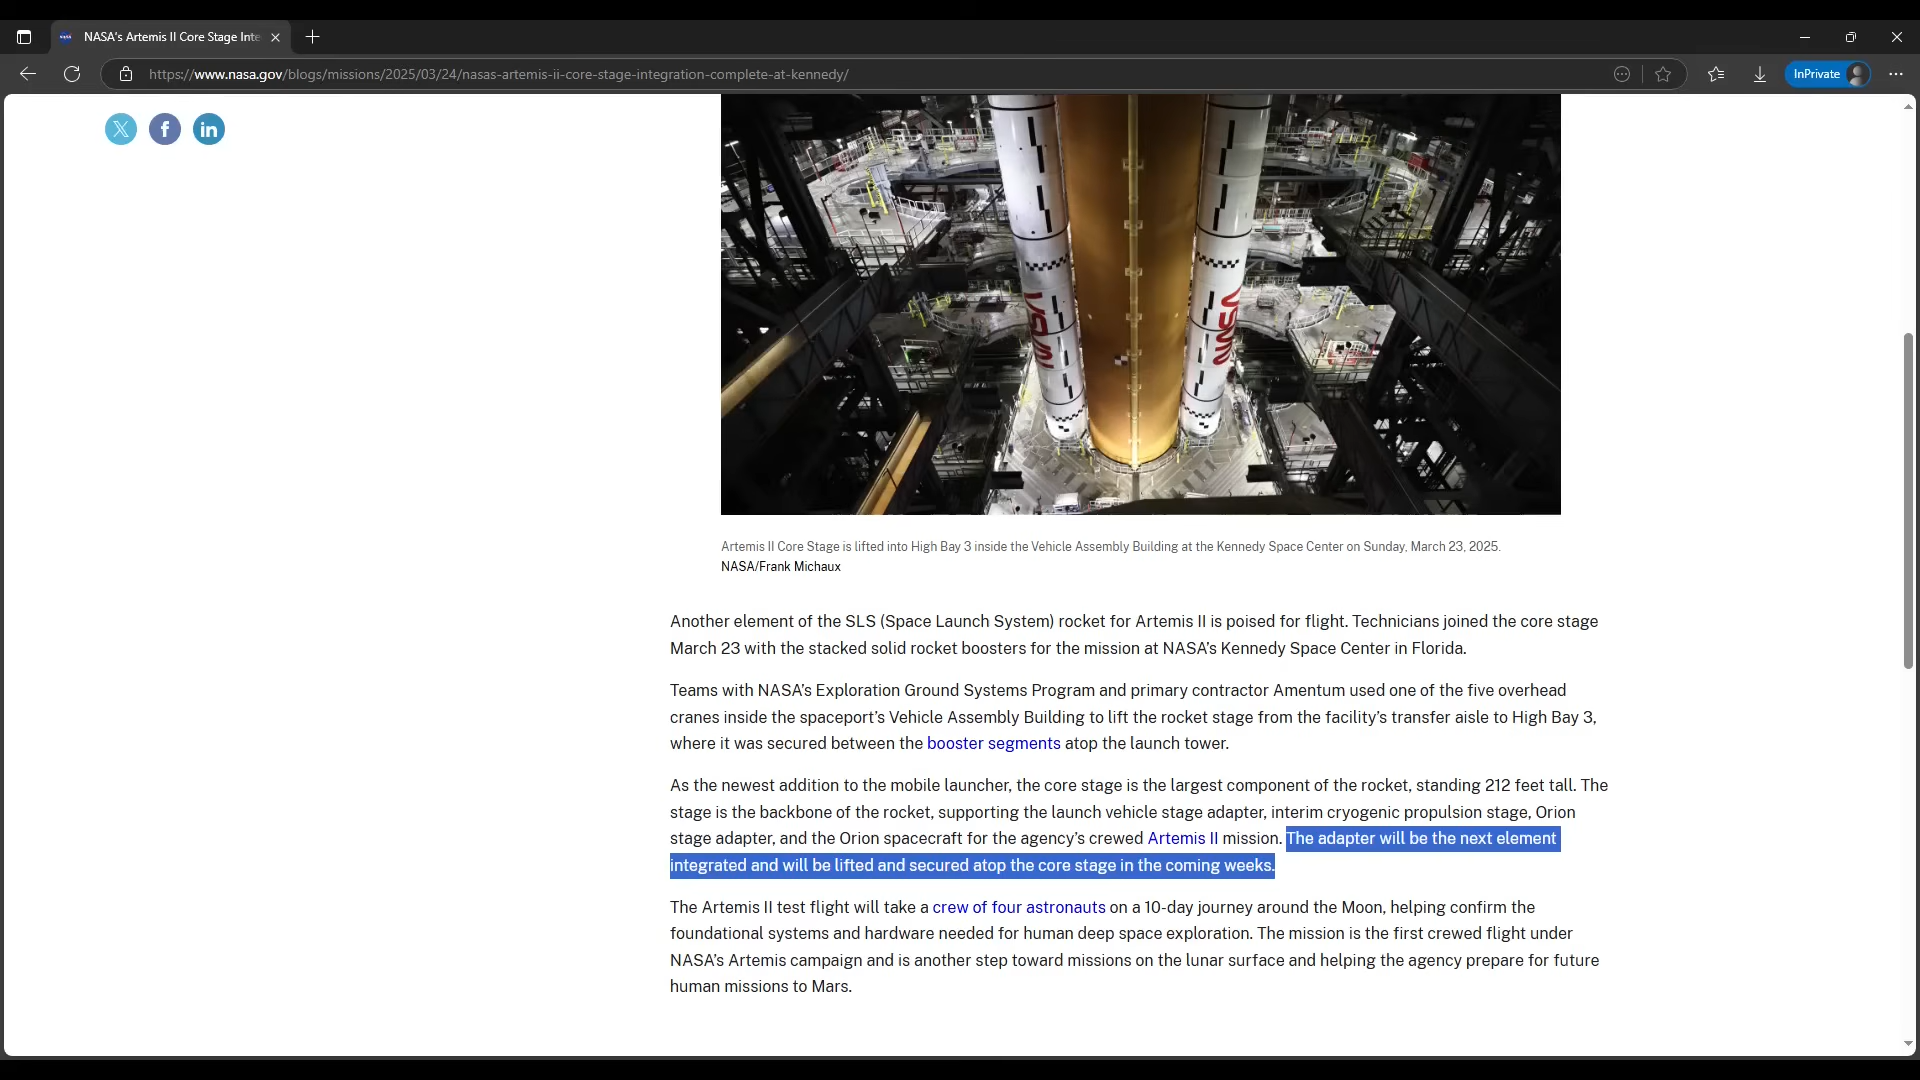 NASA's Artemis II Core Stage Inte
https://www.nasa.gov/blogs/missions/2025/03/24/nasas-artemis-ii-core-stage-integration-complete-at-kennedy/
InPrivate
NASA
NASA
Artemis II Core Stage is lifted into High Bay 3 inside the Vehicle Assembly Building at the Kennedy Space Center on Sunday, March 23, 2025.
NASA/Frank Michaux
Another element of the SLS (Space Launch System) rocket for Artemis II is poised for flight. Technicians joined the core stage
March 23 with the stacked solid rocket boosters for the mission at NASA’s Kennedy Space Center in Florida.
Teams with NASA’s Exploration Ground Systems Program and primary contractor Amentum used one of the five overhead
cranes inside the spaceport’s Vehicle Assembly Building to lift the rocket stage from the facility’s transfer aisle to High Bay 3,
where it was secured between the booster segments atop the launch tower.
As the newest addition to the mobile launcher, the core stage is the largest component of the rocket, standing 212 feet tall. The
stage is the backbone of the rocket, supporting the launch vehicle stage adapter, interim cryogenic propulsion stage, Orion
stage adapter, and the Orion spacecraft for the agency’s crewed Artemis II mission. The adapter will be the next element
integrated and will be lifted and secured atop the core stage in the coming weeks.
The Artemis II test flight will take a crew of four astronauts on a 10-day journey around the Moon, helping confirm the
foundational systems and hardware needed for human deep space exploration. The mission is the first crewed flight under
NASA’s Artemis campaign and is another step toward missions on the lunar surface and helping the agency prepare for future
human missions to Mars.